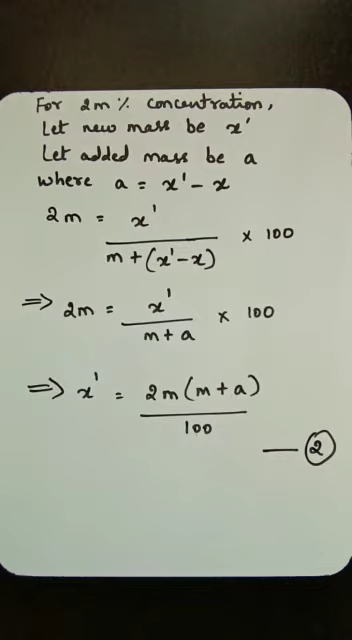 For 2m % concentration,
Let new mass be x'
Let added mass be a
where a = x' - x
2m = x' / m + (x' - x) × 100
⇒ 2m = x' / m + a × 100
⇒ x' = 2m (m + a) / 100
— ②